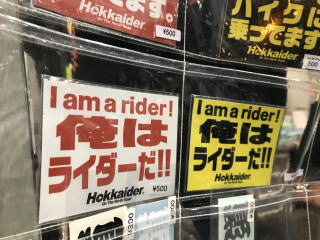 す。
Hokkaider
¥500
バイクに
乗ってます。
Hokkaider
500
I am a rider!
俺は
ライダーだ!!
Hokkaider
On The North Road
¥500
I am a rider!
俺は
ライダーだ!!
Hokkaider
On The North Road
¥300